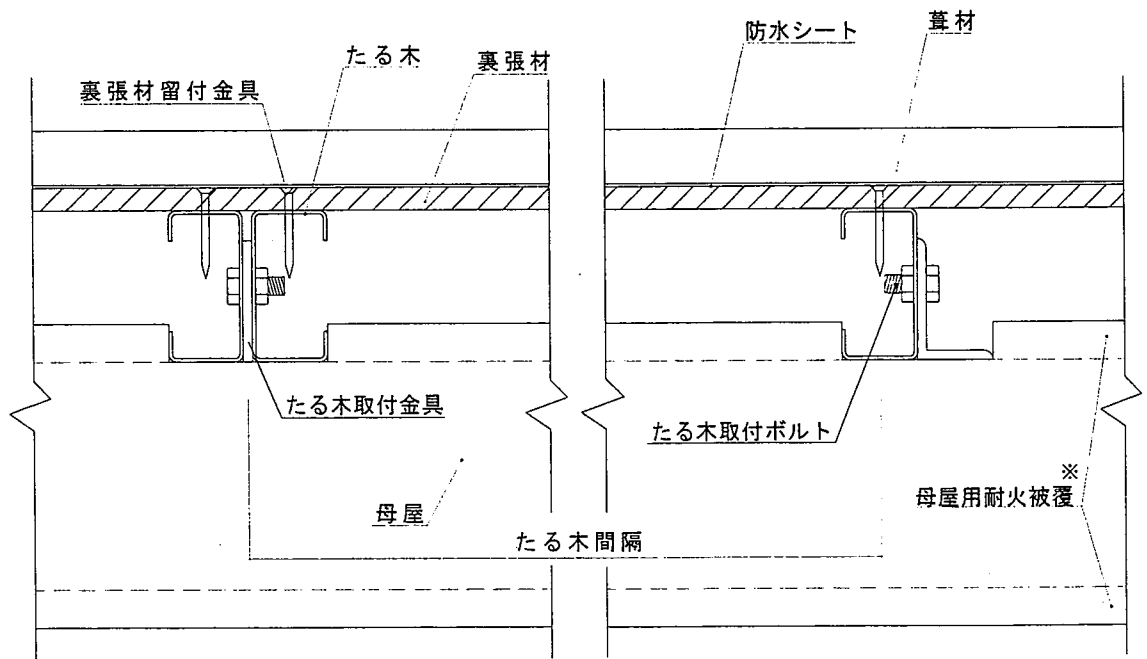 防水シート
葺材
たる木
裏張材
裏張材留付金具
たる木取付金具
たる木取付ボルト
※
母屋用耐火被覆
母屋
たる木間隔